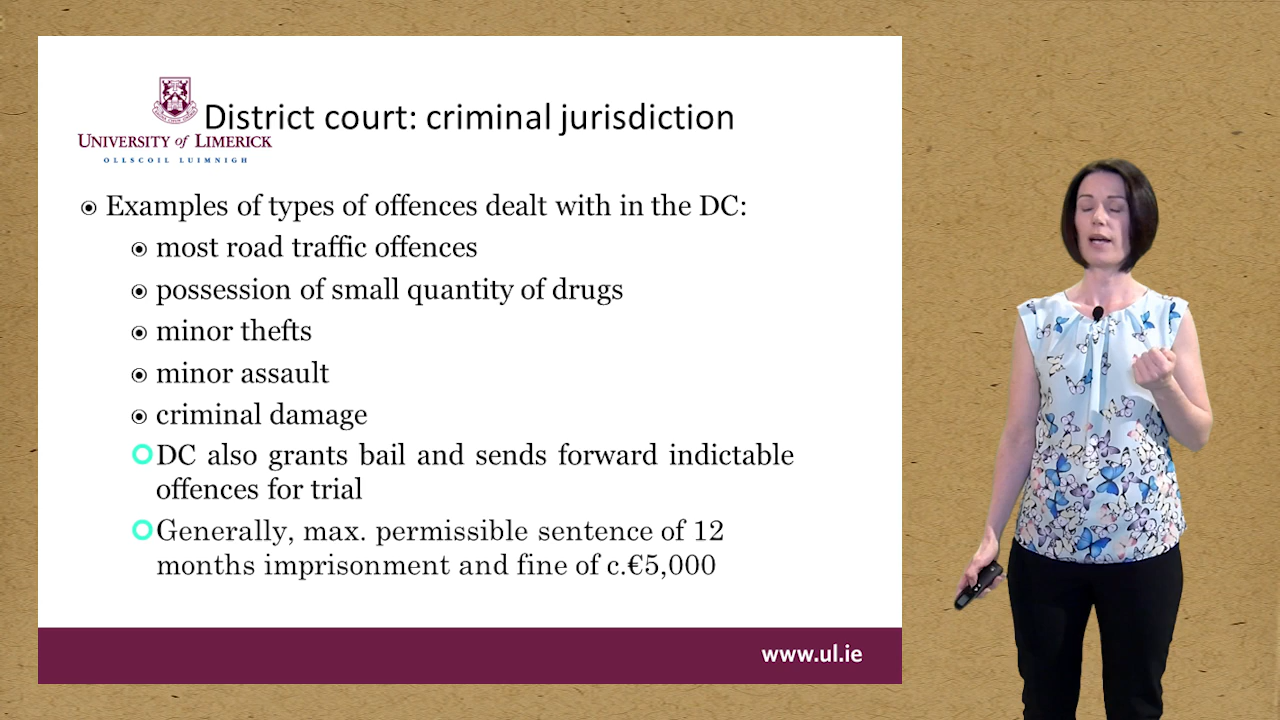 District court: criminal jurisdiction
UNIVERSITY of LIMERICK
OLLSCOIL LUIMNIGH
Examples of types of offences dealt with in the DC:
most road traffic offences
possession of small quantity of drugs
minor thefts
minor assault
criminal damage
DC also grants bail and sends forward indictable
offences for trial
Generally, max. permissible sentence of 12
months imprisonment and fine of c.€5,000
www.ul.ie